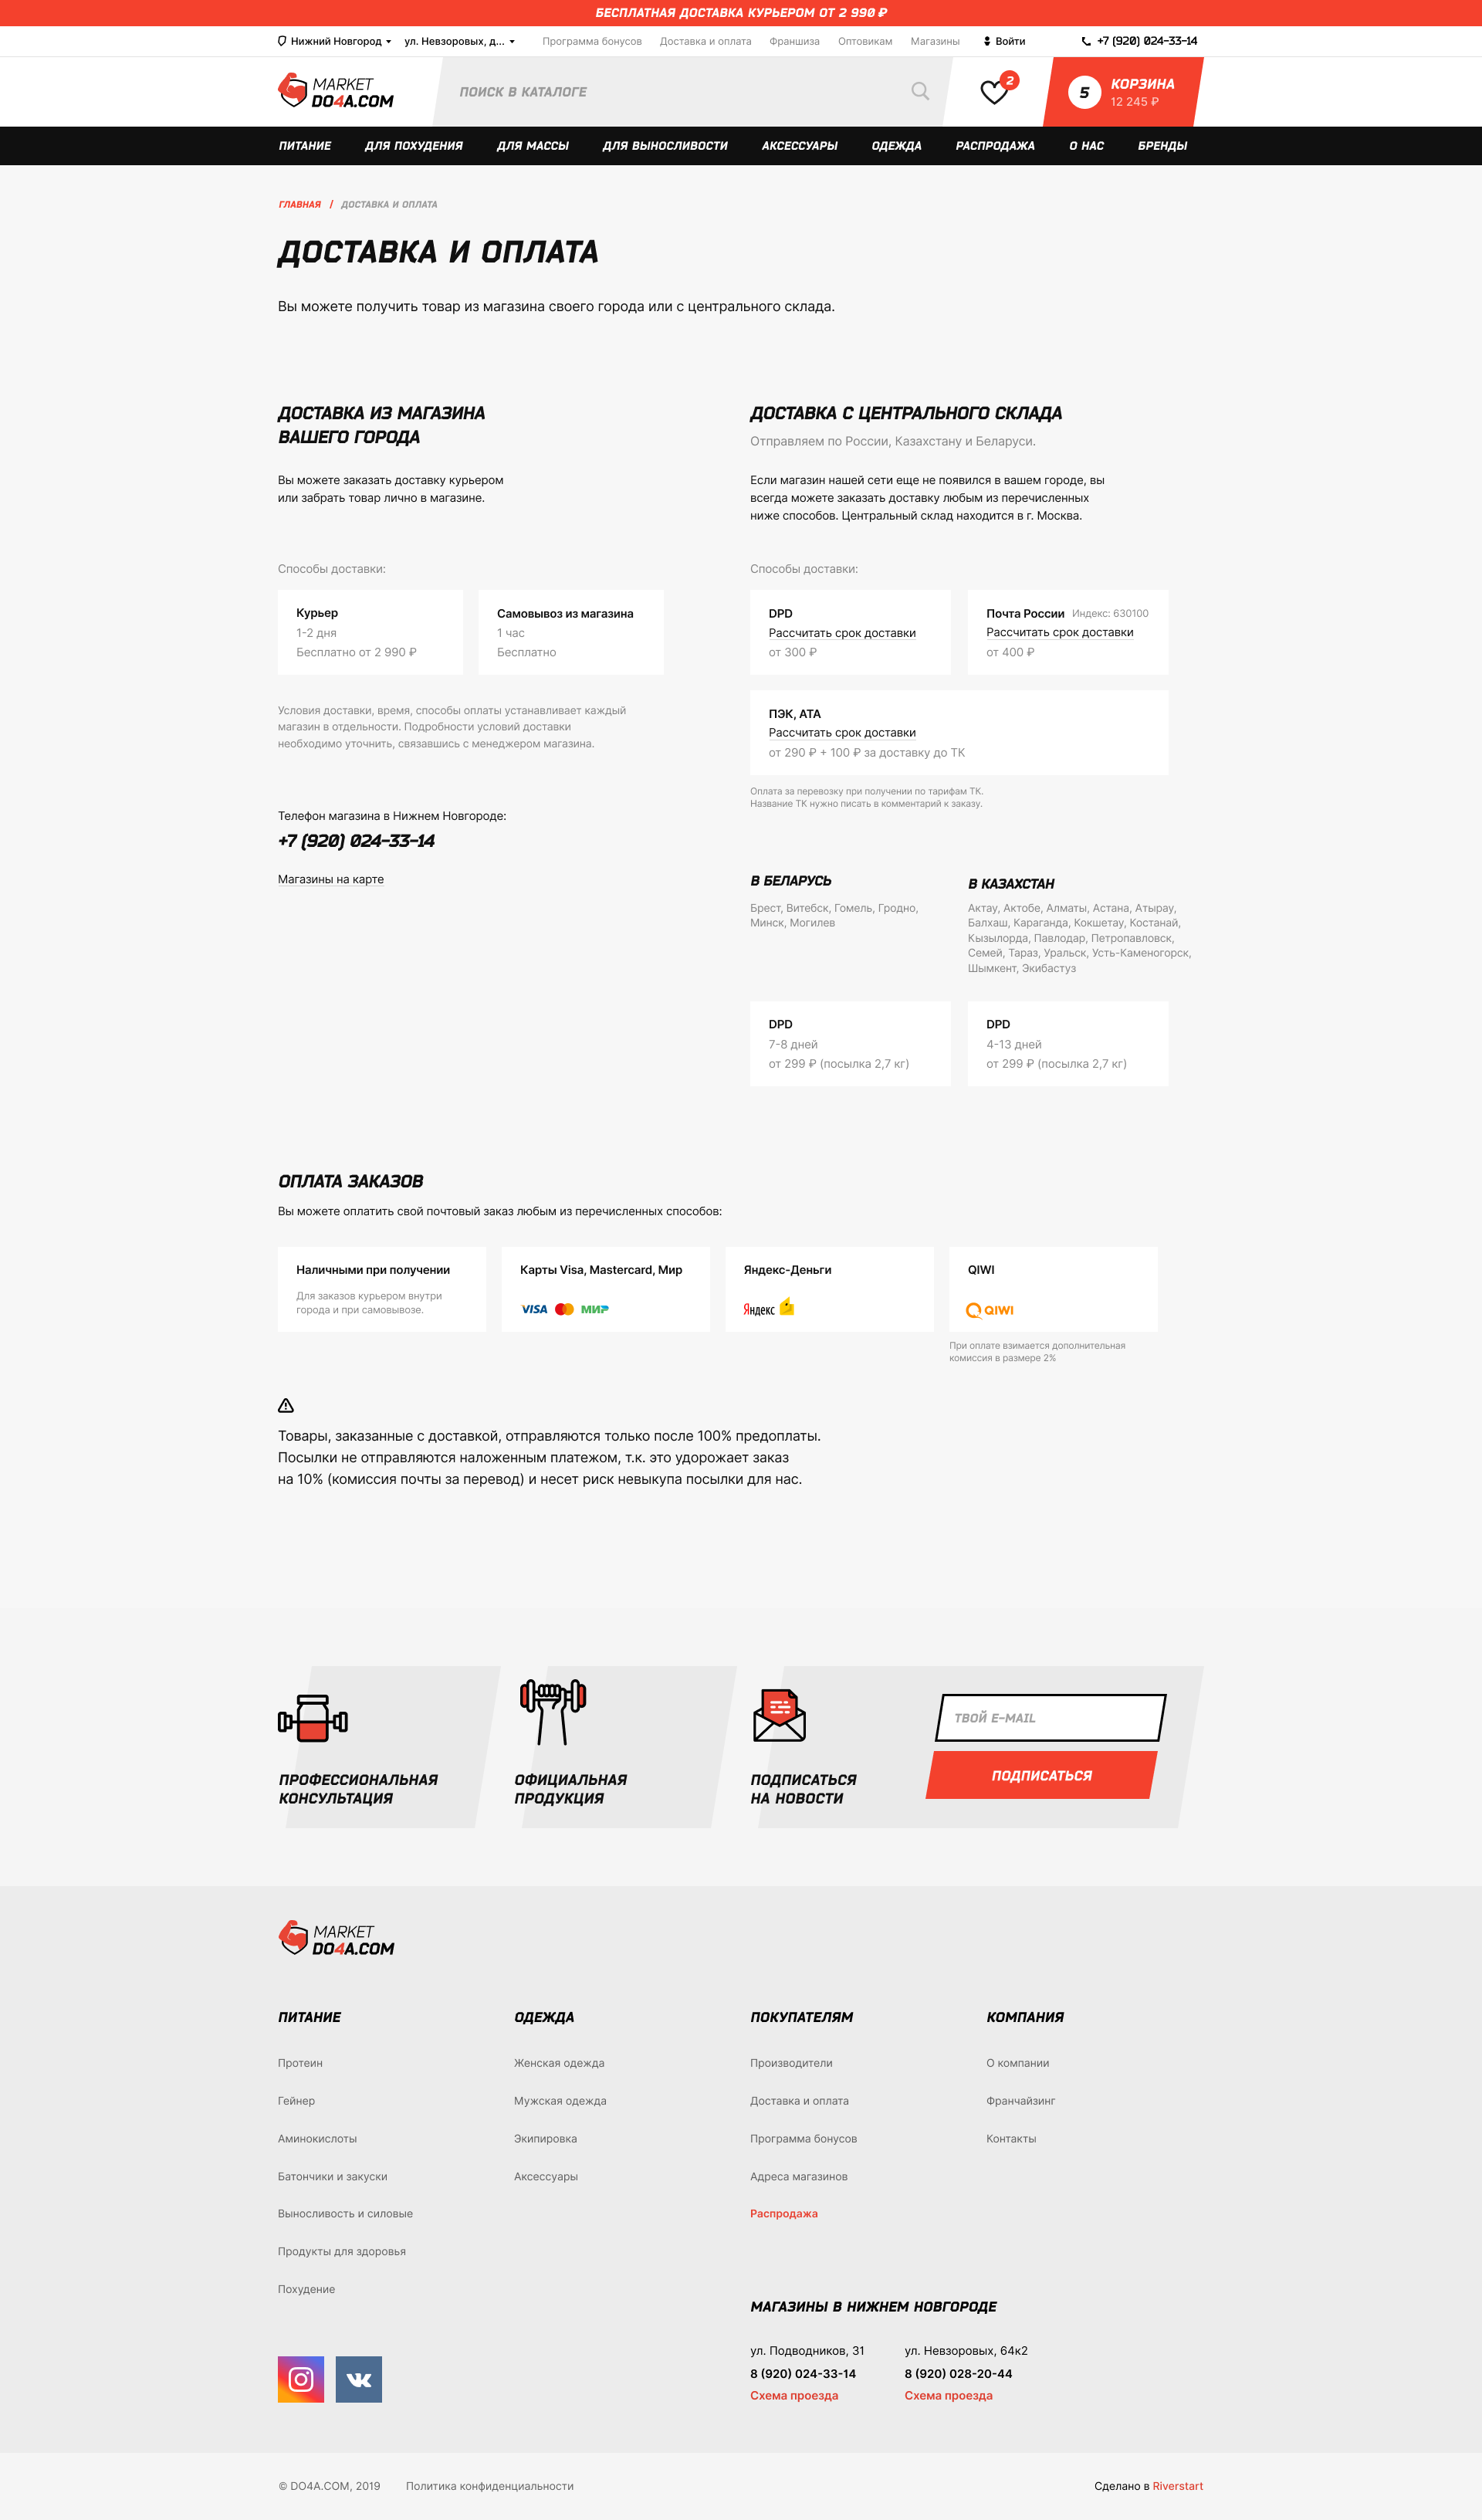 БЕСПЛАТНАЯ ДОСТАВКА КУРЬЕРОМ ОТ 2 990 ₽
Нижний Новгород ул. Невзоровых, д... Программа бонусов Доставка и оплата Франшиза Оптовикам Магазины Войти +7 (920) 024-33-14
MARKET
DO4A.COM
ПОИСК В КАТАЛОГЕ
2
5
КОРЗИНА
12 245 ₽
ПИТАНИЕ ДЛЯ ПОХУДЕНИЯ ДЛЯ МАССЫ ДЛЯ ВЫНОСЛИВОСТИ АКСЕССУАРЫ ОДЕЖДА РАСПРОДАЖА О НАС БРЕНДЫ
ГЛАВНАЯ / ДОСТАВКА И ОПЛАТА
ДОСТАВКА И ОПЛАТА
Вы можете получить товар из магазина своего города или с центрального склада.
ДОСТАВКА ИЗ МАГАЗИНА
ВАШЕГО ГОРОДА
Вы можете заказать доставку курьером
или забрать товар лично в магазине.
Способы доставки:
Курьер
1-2 дня
Бесплатно от 2 990 ₽
Самовывоз из магазина
1 час
Бесплатно
Условия доставки, время, способы оплаты устанавливает каждый
магазин в отдельности. Подробности условий доставки
необходимо уточнить, связавшись с менеджером магазина.
Телефон магазина в Нижнем Новгороде:
+7 (920) 024-33-14
Магазины на карте
ДОСТАВКА С ЦЕНТРАЛЬНОГО СКЛАДА
Отправляем по России, Казахстану и Беларуси.
Если магазин нашей сети еще не появился в вашем городе, вы
всегда можете заказать доставку любым из перечисленных
ниже способов. Центральный склад находится в г. Москва.
Способы доставки:
DPD
Рассчитать срок доставки
от 300 ₽
Почта России Индекс: 630100
Рассчитать срок доставки
от 400 ₽
ПЭК, АТА
Рассчитать срок доставки
от 290 ₽ + 100 ₽ за доставку до ТК
Оплата за перевозку при получении по тарифам ТК.
Название ТК нужно писать в комментарий к заказу.
В БЕЛАРУСЬ
Брест, Витебск, Гомель, Гродно,
Минск, Могилев
DPD
7-8 дней
от 299 ₽ (посылка 2,7 кг)
В КАЗАХСТАН
Актау, Актобе, Алматы, Астана, Атырау,
Балхаш, Караганда, Кокшетау, Костанай,
Кызылорда, Павлодар, Петропавловск,
Семей, Тараз, Уральск, Усть-Каменогорск,
Шымкент, Экибастуз
DPD
4-13 дней
от 299 ₽ (посылка 2,7 кг)
ОПЛАТА ЗАКАЗОВ
Вы можете оплатить свой почтовый заказ любым из перечисленных способов:
Наличными при получении
Для заказов курьером внутри
города и при самовывозе.
Карты Visa, Mastercard, Мир
VISA МИР
Яндекс-Деньги
Яндекс
QIWI
QIWI
При оплате взимается дополнительная
комиссия в размере 2%
Товары, заказанные с доставкой, отправляются только после 100% предоплаты.
Посылки не отправляются наложенным платежом, т.к. это удорожает заказ
на 10% (комиссия почты за перевод) и несет риск невыкупа посылки для нас.
ПРОФЕССИОНАЛЬНАЯ
КОНСУЛЬТАЦИЯ
ОФИЦИАЛЬНАЯ
ПРОДУКЦИЯ
ПОДПИСАТЬСЯ
НА НОВОСТИ
ТВОЙ E-MAIL
ПОДПИСАТЬСЯ
MARKET
DO4A.COM
ПИТАНИЕ
Протеин
Гейнер
Аминокислоты
Батончики и закуски
Выносливость и силовые
Продукты для здоровья
Похудение
ОДЕЖДА
Женская одежда
Мужская одежда
Экипировка
Аксессуары
ПОКУПАТЕЛЯМ
Производители
Доставка и оплата
Программа бонусов
Адреса магазинов
Распродажа
КОМПАНИЯ
О компании
Франчайзинг
Контакты
МАГАЗИНЫ В НИЖНЕМ НОВГОРОДЕ
ул. Подводников, 31
8 (920) 024-33-14
Схема проезда
ул. Невзоровых, 64к2
8 (920) 028-20-44
Схема проезда
© DO4A.COM, 2019 Политика конфиденциальности Сделано в Riverstart